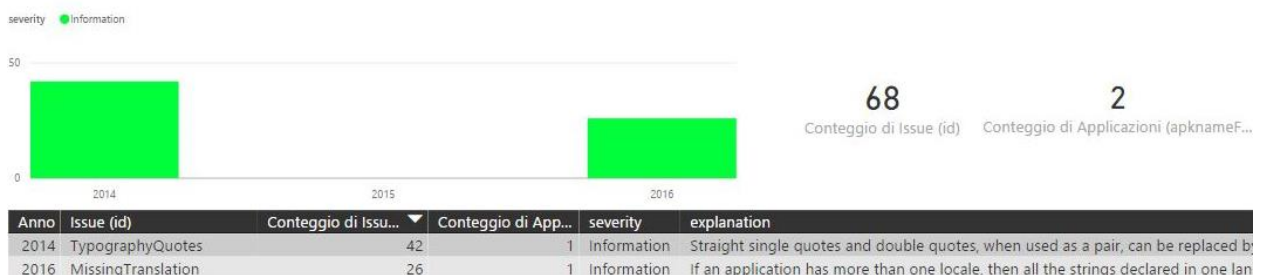 severity Information
50
68 2
Conteggio di Issue (id) Conteggio di Applicazioni (apknameF...
0
2014 2015 2016
Anno Issue (id) Conteggio di Issu... Conteggio di App... severity explanation
2014 TypographyQuotes 42 1 Information Straight single quotes and double quotes, when used as a pair, can be replaced by
2016 MissingTranslation 26 1 Information If an application has more than one locale, then all the strings declared in one lan